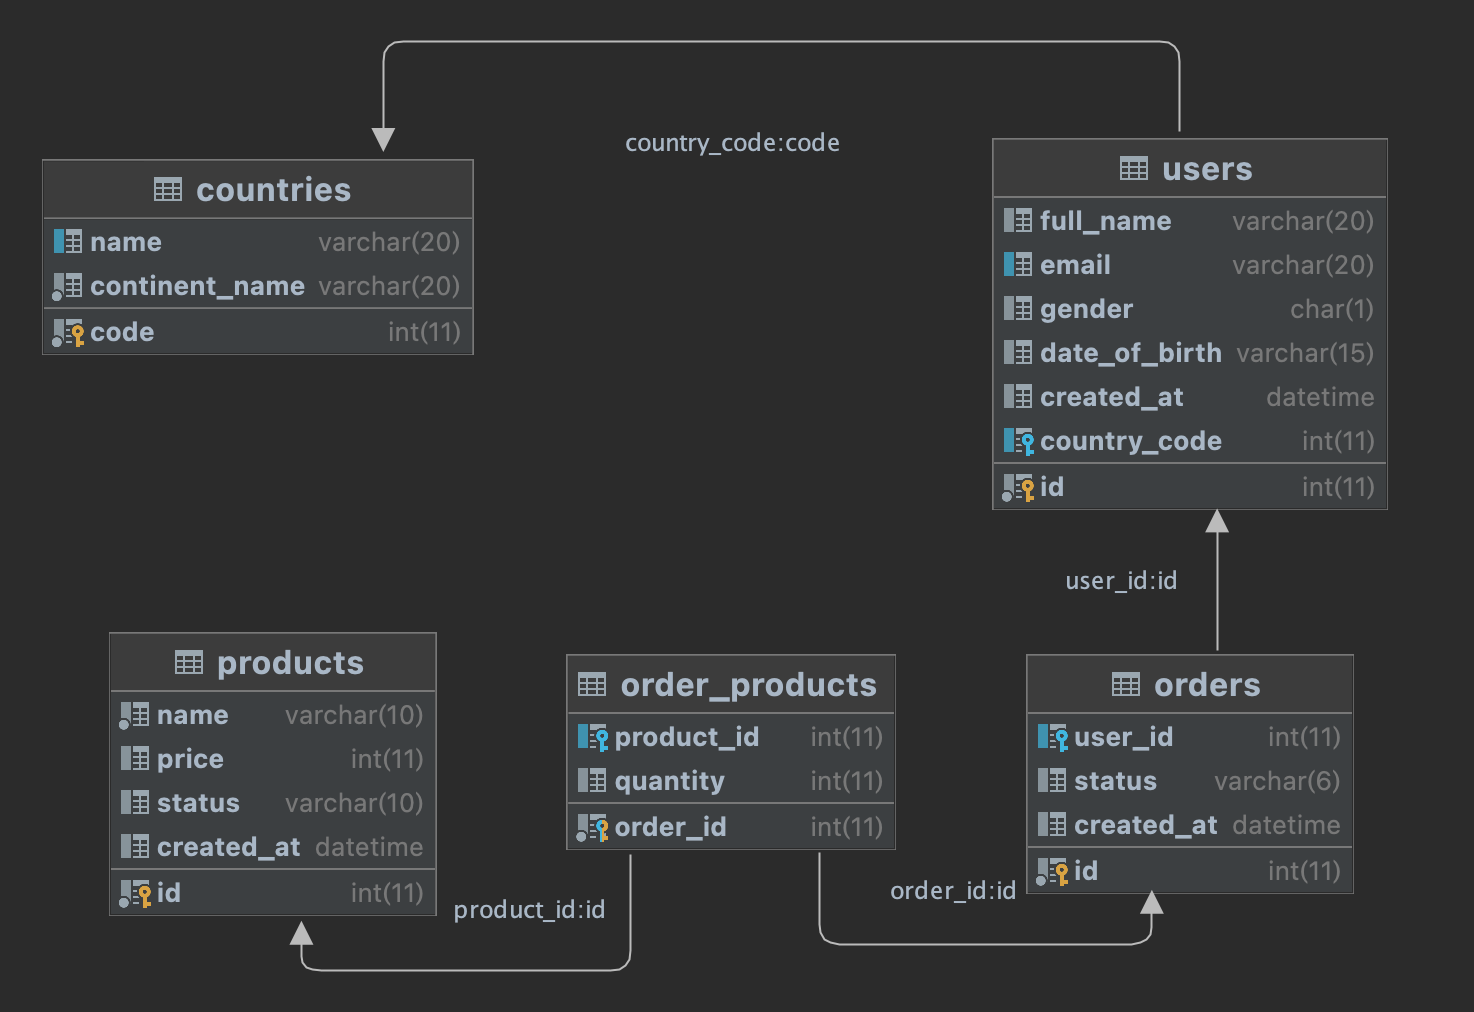 country_code:code
countries
name varchar(20)
continent_name varchar(20)
code int(11)
users
full_name varchar(20)
email varchar(20)
gender char(1)
date_of_birth varchar(15)
created_at datetime
country_code int(11)
id int(11)
user_id:id
products
name varchar(10)
price int(11)
status varchar(10)
created_at datetime
id int(11)
order_products
product_id int(11)
quantity int(11)
order_id int(11)
orders
user_id int(11)
status varchar(6)
created_at datetime
id int(11)
product_id:id
order_id:id